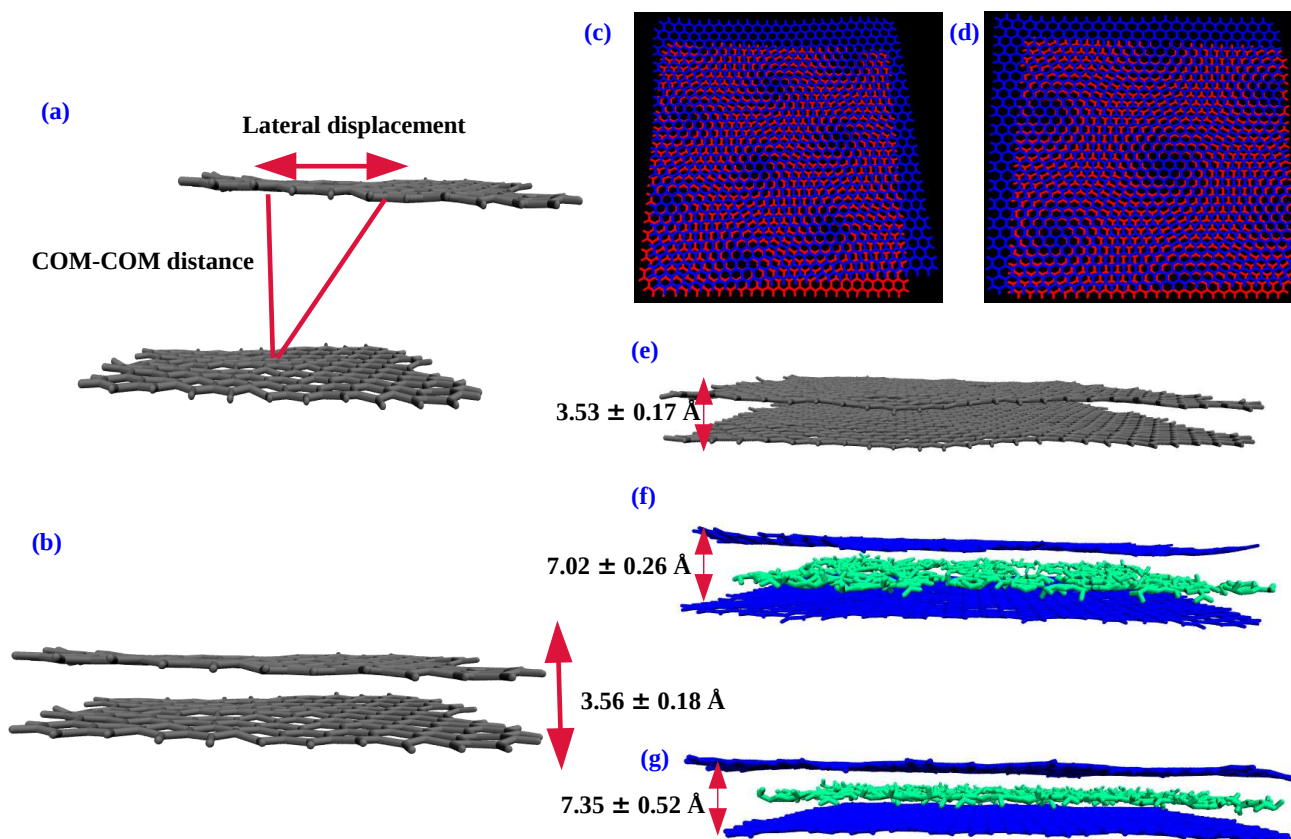 (a)
Lateral displacement
COM-COM distance
(b)
3.56 ± 0.18 Å
(c)
(d)
(e)
3.53 ± 0.17 Å
(f)
7.02 ± 0.26 Å
(g)
7.35 ± 0.52 Å